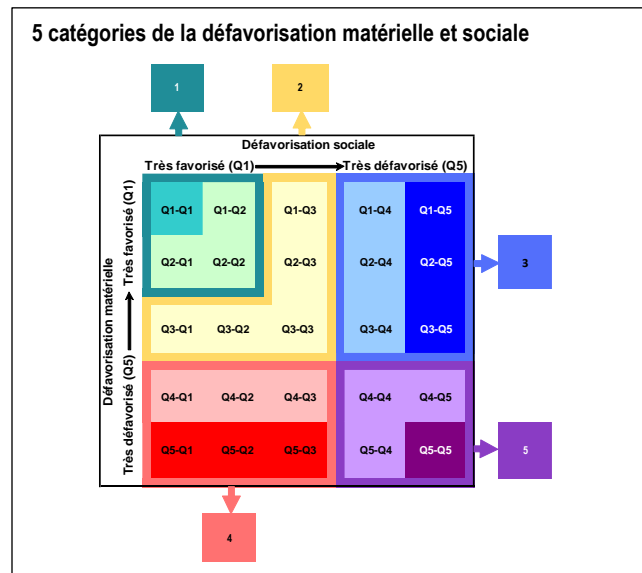 5 catégories de la défavorisation matérielle et sociale
1
2
Défavorisation sociale
Très favorisé (Q1)
Très défavorisé (Q5)
Défavorisation matérielle
Très favorisé (Q1)
Très défavorisé (Q5)
Q1-Q1 Q1-Q2 Q1-Q3 Q1-Q4 Q1-Q5
Q2-Q1 Q2-Q2 Q2-Q3 Q2-Q4 Q2-Q5
3
Q3-Q1 Q3-Q2 Q3-Q3 Q3-Q4 Q3-Q5
Q4-Q1 Q4-Q2 Q4-Q3 Q4-Q4 Q4-Q5
Q5-Q1 Q5-Q2 Q5-Q3 Q5-Q4 Q5-Q5
5
4